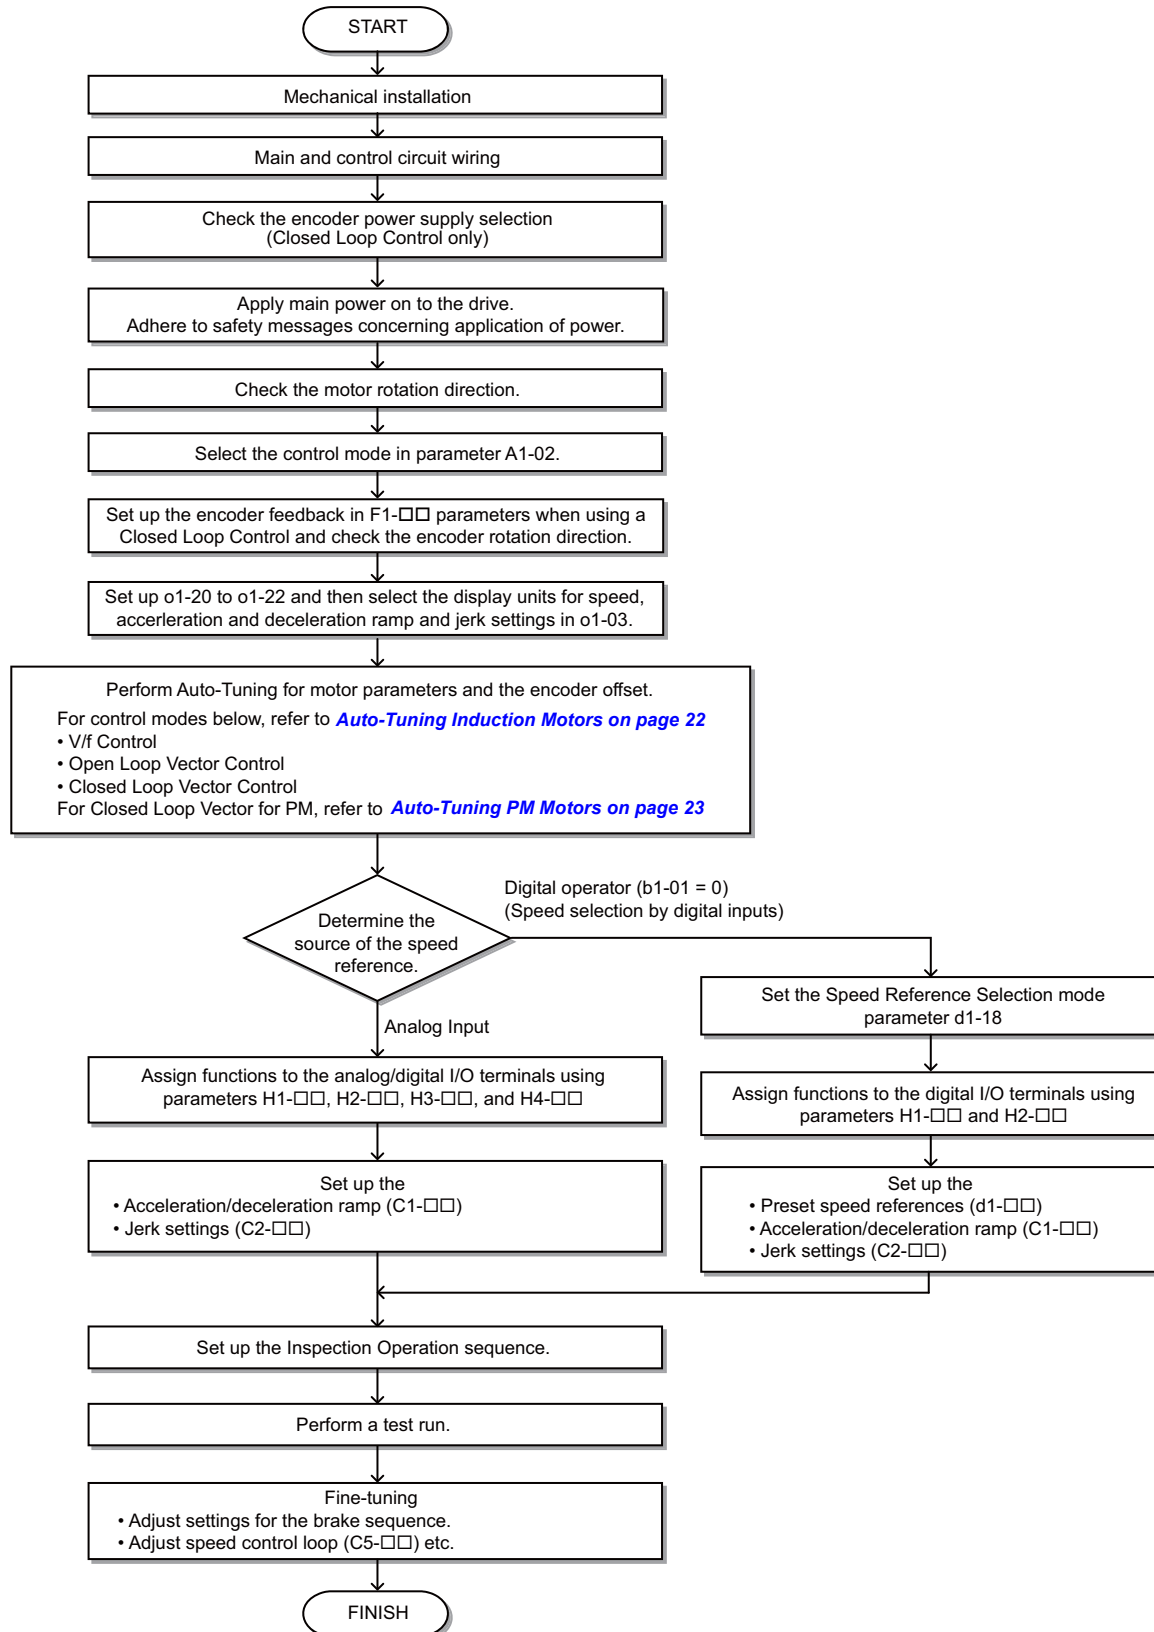 START
Mechanical installation
Main and control circuit wiring
Check the encoder power supply selection
(Closed Loop Control only)
Apply main power on to the drive.
Adhere to safety messages concerning application of power.
Check the motor rotation direction.
Select the control mode in parameter A1-02.
Set up the encoder feedback in F1-□□ parameters when using a
Closed Loop Control and check the encoder rotation direction.
Set up o1-20 to o1-22 and then select the display units for speed,
accerleration and deceleration ramp and jerk settings in o1-03.
Perform Auto-Tuning for motor parameters and the encoder offset.
For control modes below, refer to Auto-Tuning Induction Motors on page 22
• V/f Control
• Open Loop Vector Control
• Closed Loop Vector Control
For Closed Loop Vector for PM, refer to Auto-Tuning PM Motors on page 23
Determine the
source of the speed
reference.
Digital operator (b1-01 = 0)
(Speed selection by digital inputs)
Analog Input
Assign functions to the analog/digital I/O terminals using
parameters H1-□□, H2-□□, H3-□□, and H4-□□
Set up the
• Acceleration/deceleration ramp (C1-□□)
• Jerk settings (C2-□□)
Set the Speed Reference Selection mode
parameter d1-18
Assign functions to the digital I/O terminals using
parameters H1-□□ and H2-□□
Set up the
• Preset speed references (d1-□□)
• Acceleration/deceleration ramp (C1-□□)
• Jerk settings (C2-□□)
Set up the Inspection Operation sequence.
Perform a test run.
Fine-tuning
• Adjust settings for the brake sequence.
• Adjust speed control loop (C5-□□) etc.
FINISH